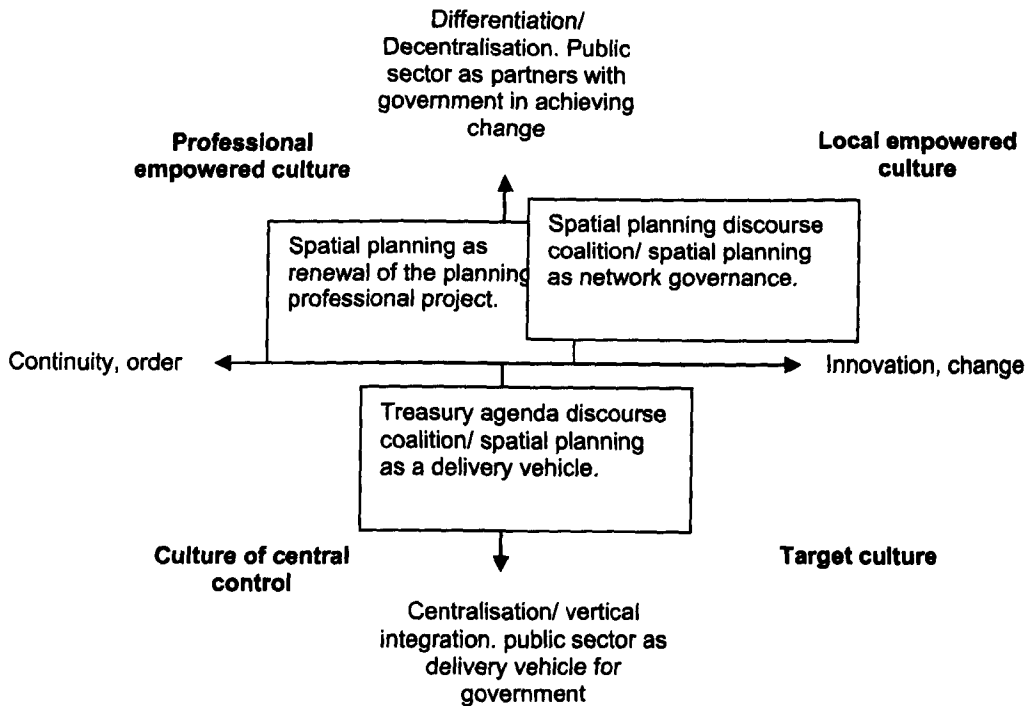 Differentiation/
Decentralisation. Public
sector as partners with
government in achieving
change
Professional
empowered culture
Local empowered
culture
Spatial planning as
renewal of the planning
professional project.
Spatial planning discourse
coalition/ spatial planning
as network governance.
Continuity, order
Innovation, change
Treasury agenda discourse
coalition/ spatial planning
as a delivery vehicle.
Culture of central
control
Target culture
Centralisation/ vertical
integration. public sector as
delivery vehicle for
government